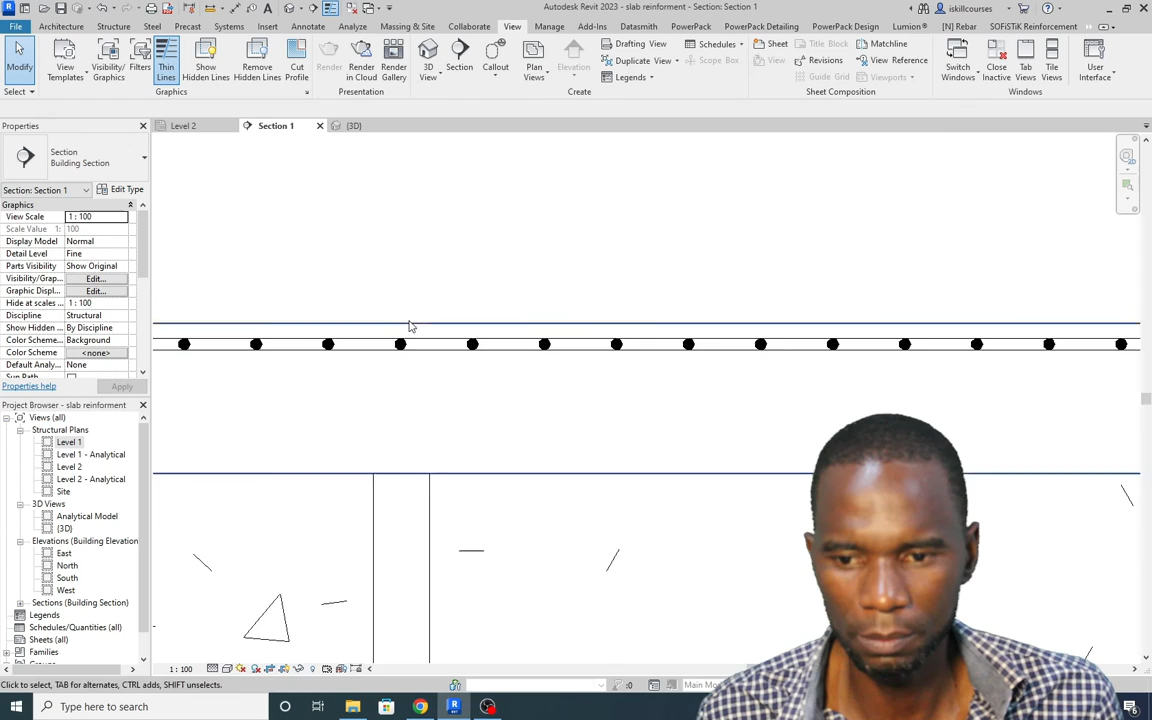 Autodesk Revit 2023 - slab reinforment - Section: Section 1
iskillcourses
File Architecture Structure Steel Precast Systems Insert Annotate Analyze Massing & Site Collaborate View Manage Add-Ins Datasmith PowerPack PowerPack Detailing PowerPack Design Lumion® [N] Rebar SOFiSTiK Reinforcement
Modify View Templates Visibility/ Graphics Filters Thin Lines Show Hidden Lines Remove Hidden Lines Cut Profile Render Render in Cloud Render Gallery 3D View Section Callout Plan Views Elevation
Drafting View Schedules Sheet Title Block Matchline
Duplicate View Scope Box View Revisions View Reference
Legends Guide Grid Viewports
Switch Windows Close Inactive Tab Views Tile Views User Interface
Select Graphics Presentation Create Sheet Composition Windows
Properties
Level 2 Section 1 {3D}
Section
Building Section
Section: Section 1 Edit Type
Graphics
View Scale 1 : 100
Scale Value 1: 100
Display Model Normal
Detail Level Fine
Parts Visibility Show Original
Visibility/Grap... Edit...
Graphic Displ... Edit...
Hide at scales ... 1 : 100
Discipline Structural
Show Hidden ... By Discipline
Color Scheme ... Background
Color Scheme <none>
Default Analy... None
Sun Path
Properties help Apply
Project Browser - slab reinforment
Views (all)
Structural Plans
Level 1
Level 1 - Analytical
Level 2
Level 2 - Analytical
Site
3D Views
Analytical Model
{3D}
Elevations (Building Elevation
East
North
South
West
Sections (Building Section)
Legends
Schedules/Quantities (all)
Sheets (all)
Families
Groups
1 : 100
Click to select, TAB for alternates, CTRL adds, SHIFT unselects.
:0
Main Mod
Type here to search